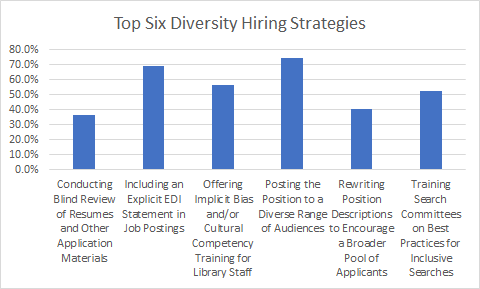 Top Six Diversity Hiring Strategies
80.0%
70.0%
60.0%
50.0%
40.0%
30.0%
20.0%
10.0%
0.0%
Conducting
Blind Review
of Resumes
and Other
Application
Materials
Including an
Explicit EDI
Statement in
Job Postings
Offering
Implicit Bias
and/or
Cultural
Competency
Training for
Library Staff
Posting the
Position to a
Diverse Range
of Audiences
Rewriting
Position
Descriptions
to Encourage
a Broader
Pool of
Applicants
Training
Search
Committees
on Best
Practices for
Inclusive
Searches